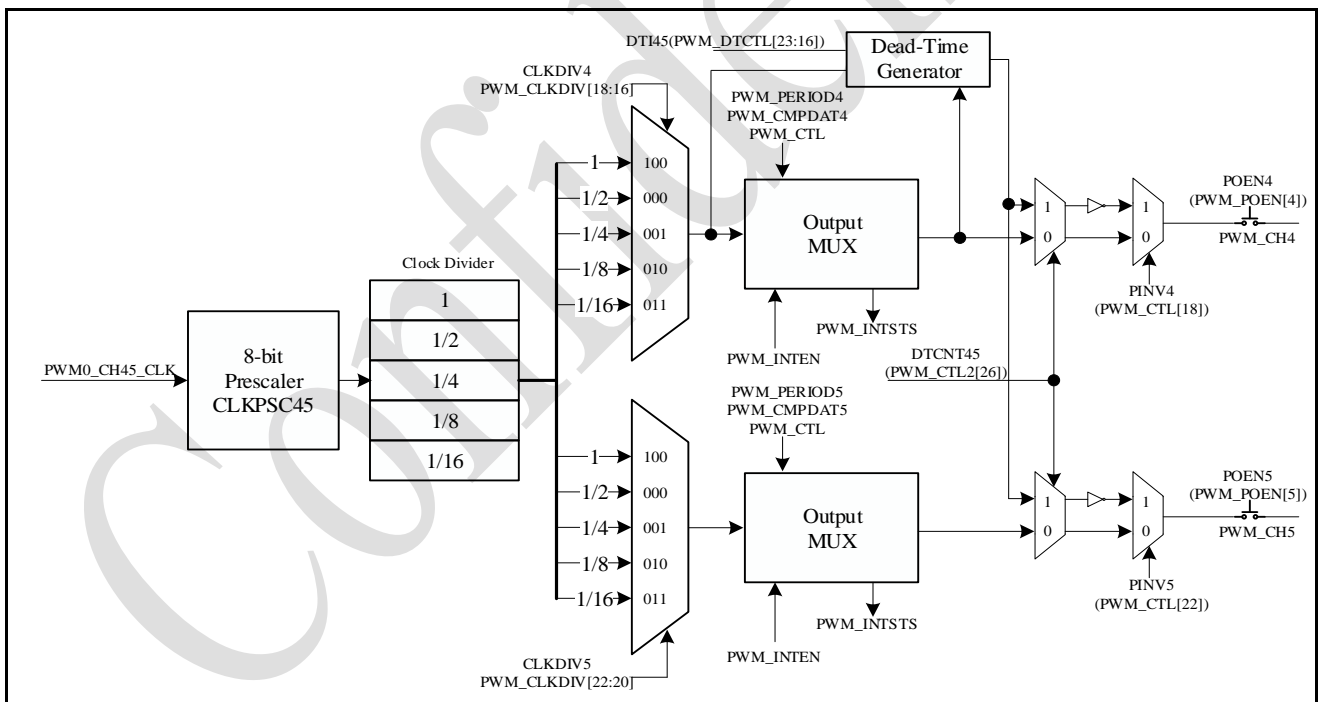 DTI45(PWM_DTCTL[23:16])
Dead-Time
Generator
CLKDIV4
PWM_CLKDIV[18:16]
PWM_PERIOD4
PWM_CMPDAT4
PWM_CTL
1
100
1/2
000
1/4
001
1/8
010
1/16
011
Output
MUX
PWM_INTEN
PWM_INTSTS
1
0
1
0
POEN4
(PWM_POEN[4])
PWM_CH4
PINV4
(PWM_CTL[18])
Clock Divider
1
1/2
1/4
1/8
1/16
PWM0_CH45_CLK
8-bit
Prescaler
CLKPSC45
DTCNT45
(PWM_CTL2[26])
PWM_PERIOD5
PWM_CMPDAT5
PWM_CTL
1
100
1/2
000
1/4
001
1/8
010
1/16
011
Output
MUX
PWM_INTEN
PWM_INTSTS
1
0
1
0
POEN5
(PWM_POEN[5])
PWM_CH5
PINV5
(PWM_CTL[22])
CLKDIV5
PWM_CLKDIV[22:20]